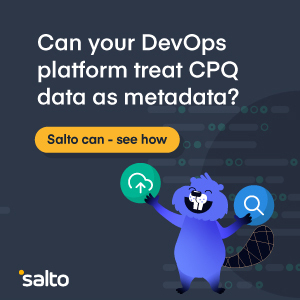 Can your DevOps
platform treat CPQ
data as metadata?
Salto can - see how
salto